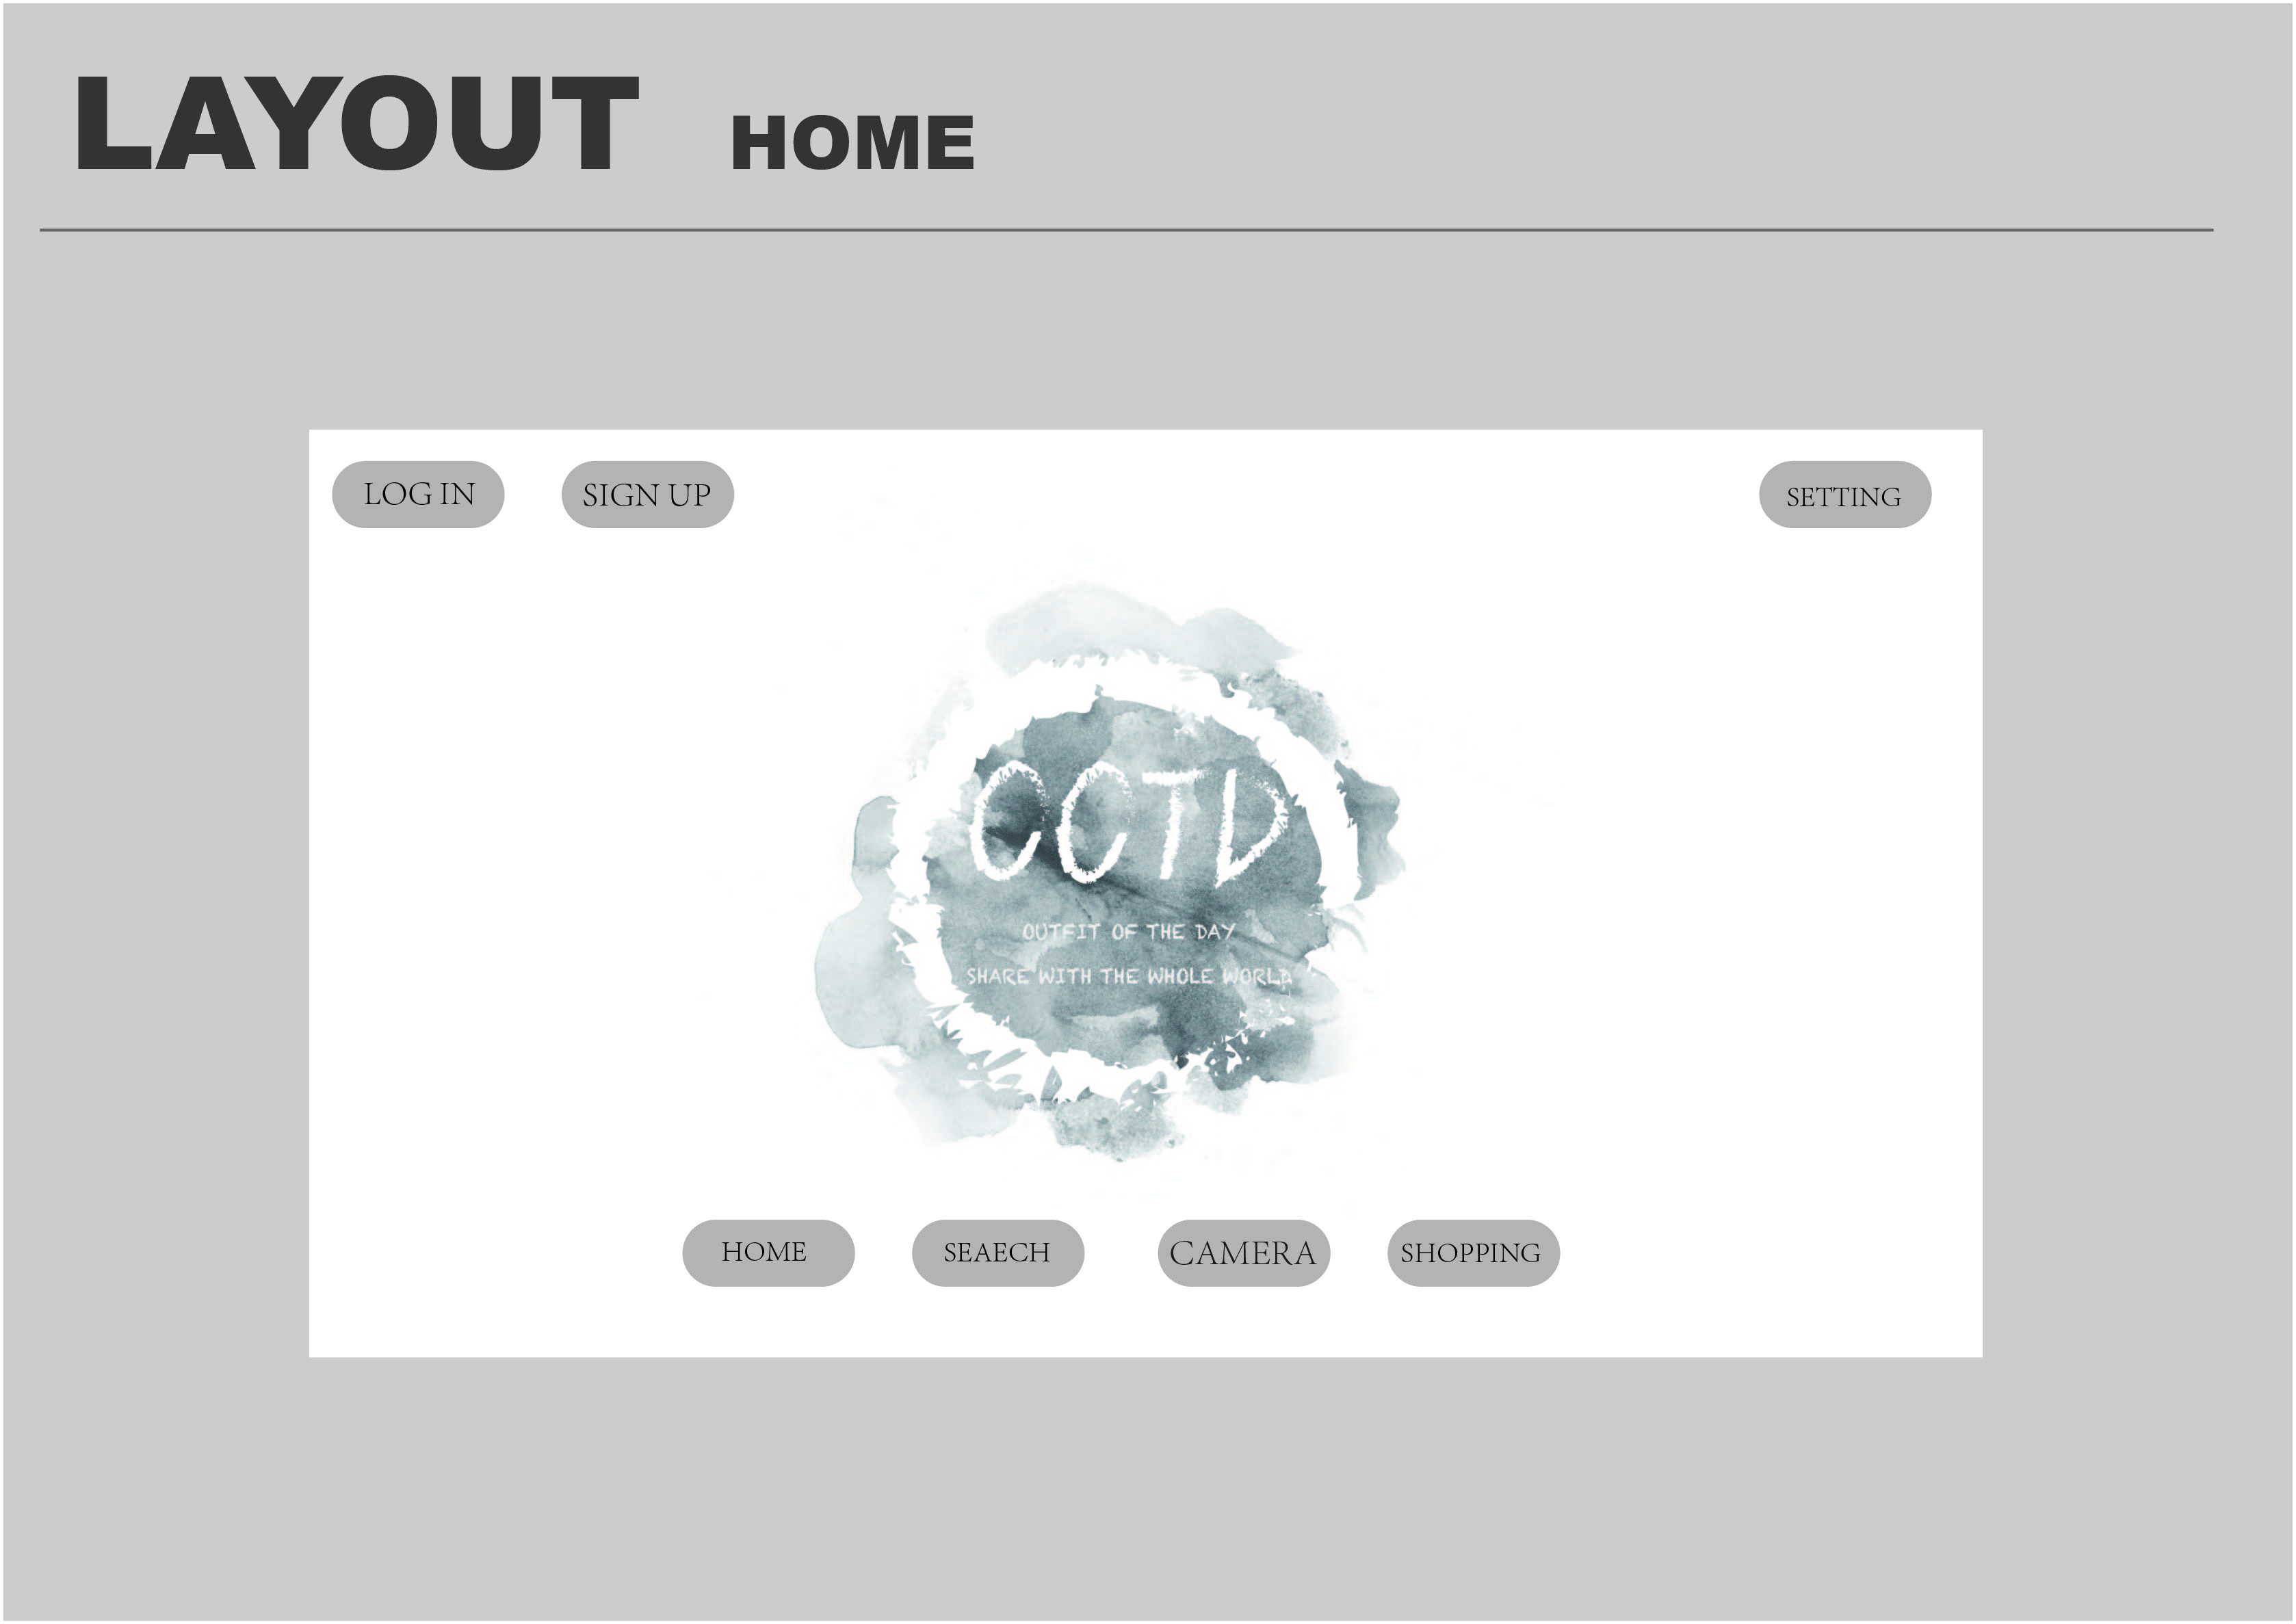 LAYOUT HOME
LOG IN SIGN UP SETTING
CCTD
OUTFIT OF THE DAY
SHARE WITH THE WHOLE WORLD
HOME SEAECH CAMERA SHOPPING